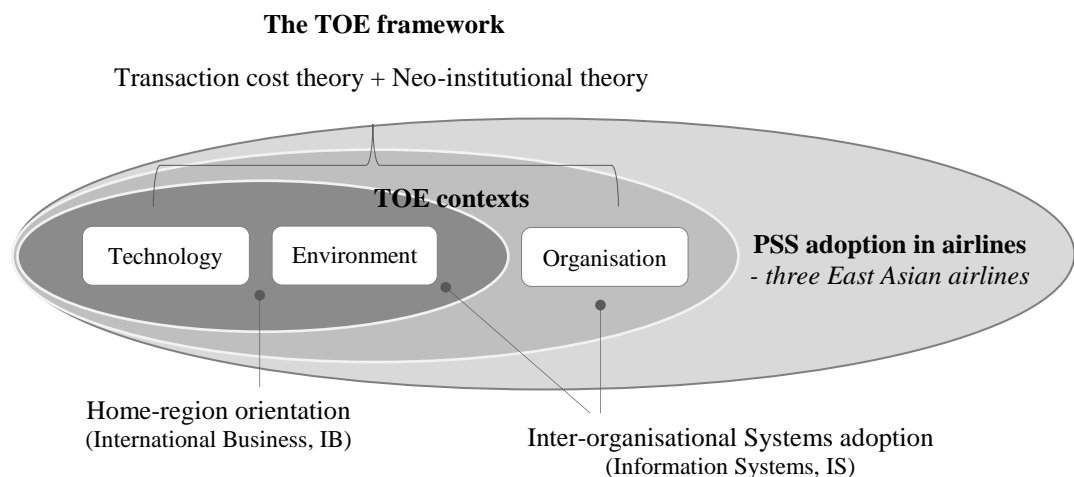 The TOE framework
Transaction cost theory + Neo-institutional theory
TOE contexts
Technology
Environment
Organisation
PSS adoption in airlines
- three East Asian airlines
Home-region orientation
(International Business, IB)
Inter-organisational Systems adoption
(Information Systems, IS)